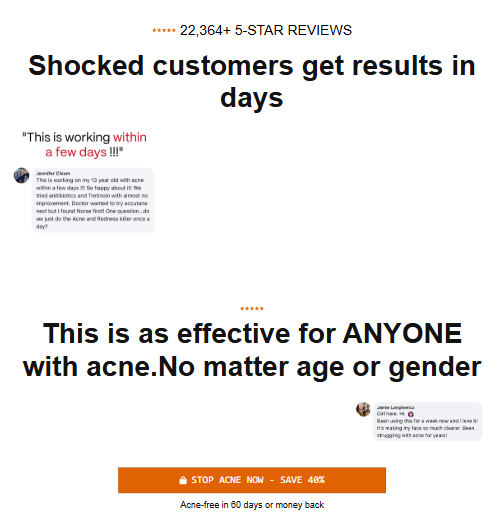 ★★★★★ 22,364+ 5-STAR REVIEWS
Shocked customers get results in
days
"This is working within
a few days !!!"
Jennifer Chism
This is working on my 13 year old with acne
within a few days !!! So happy about it! We
tried antibiotics and Tretinoin with almost no
improvement. Doctor wanted to try accutane
next but I found Norse first! One question...do
we just do the Acne and Redness killer once a
day?
★★★★★
This is as effective for ANYONE
with acne.No matter age or gender
Jamie
Girl here. Hi
Been using this for a week now and I love it!
It's making my face so much clearer. Been
struggling with acne for years!
STOP ACNE NOW - SAVE 40%
Acne-free in 60 days or money back